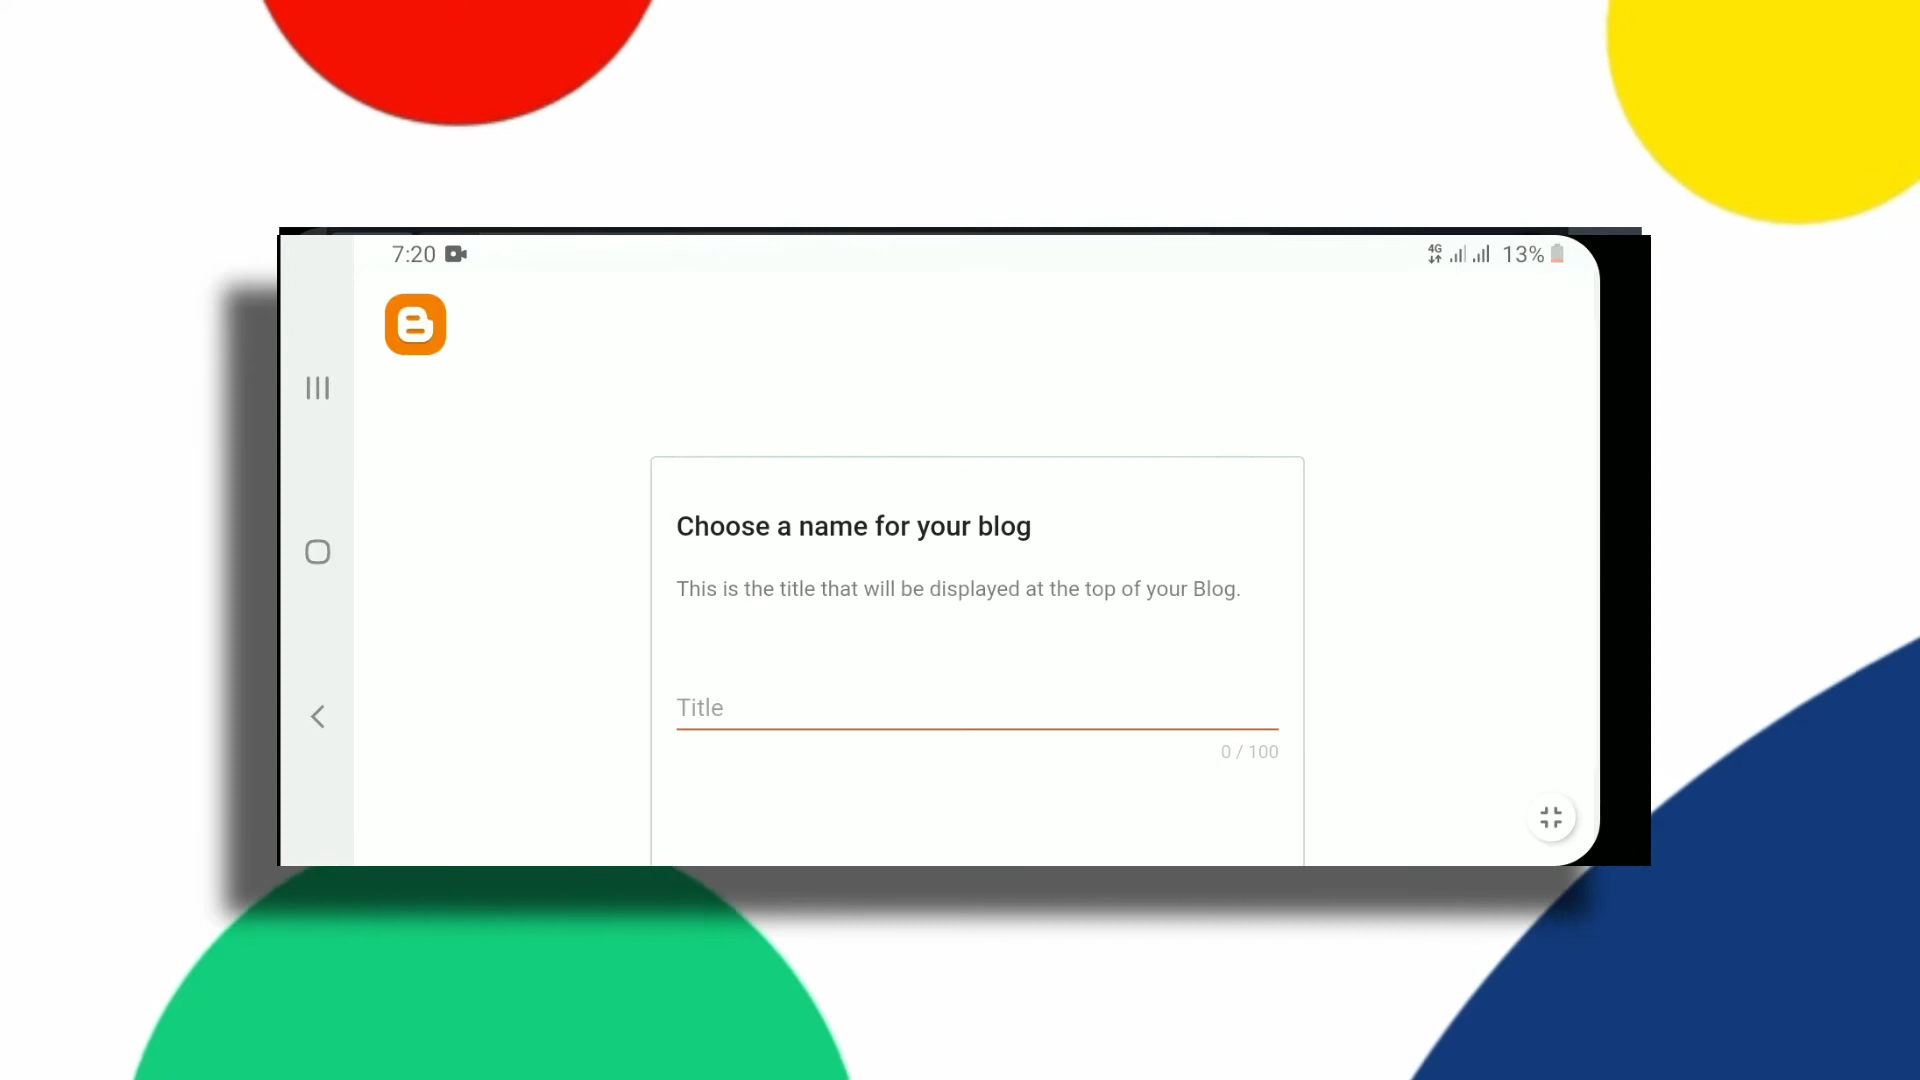 7:20
4G 13%
Choose a name for your blog
This is the title that will be displayed at the top of your Blog.
Title
0 / 100